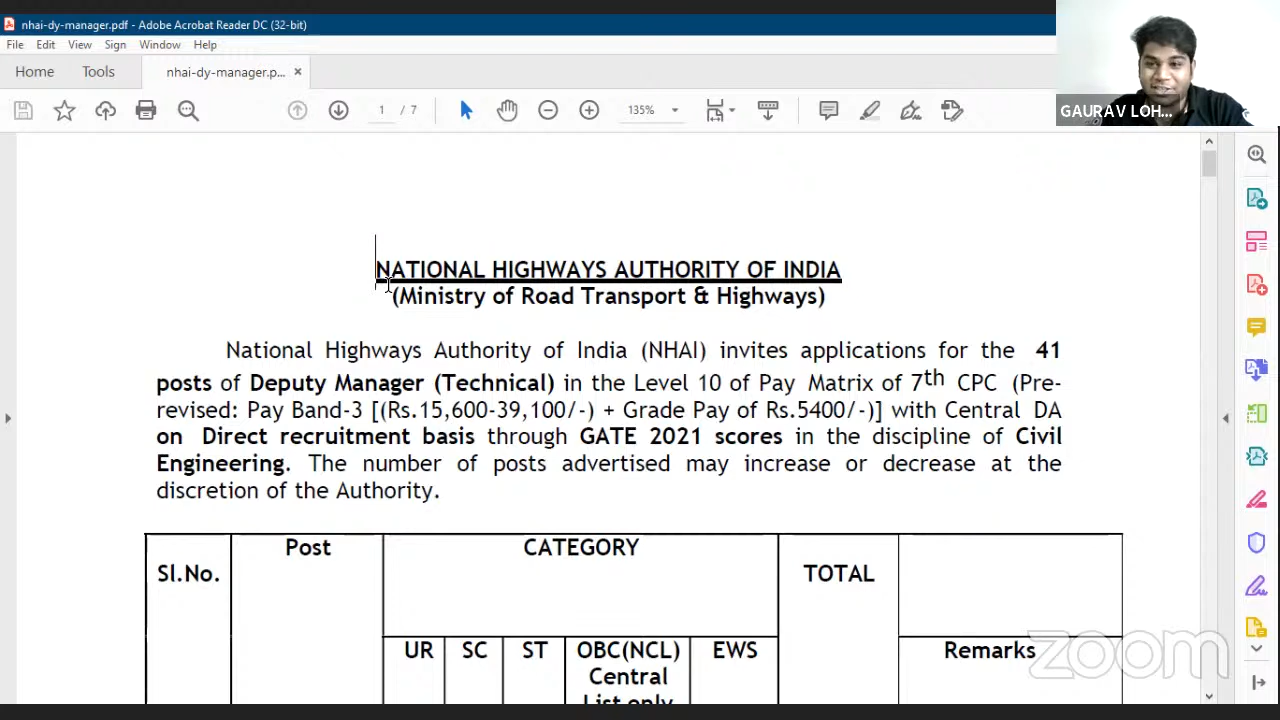 nhai-dy-manager.pdf - Adobe Acrobat Reader DC (32-bit)
File Edit View Sign Window Help
Home Tools nhai-dy-manager.p... ×
1 / 7 135%
GAURAV LOH...
NATIONAL HIGHWAYS AUTHORITY OF INDIA
(Ministry of Road Transport & Highways)
National Highways Authority of India (NHAI) invites applications for the 41
posts of Deputy Manager (Technical) in the Level 10 of Pay Matrix of 7th CPC (Pre-
revised: Pay Band-3 [(Rs.15,600-39,100/-) + Grade Pay of Rs.5400/-)] with Central DA
on Direct recruitment basis through GATE 2021 scores in the discipline of Civil
Engineering. The number of posts advertised may increase or decrease at the
discretion of the Authority.
Post CATEGORY
Sl.No. TOTAL
UR SC ST OBC(NCL) EWS Remarks
Central
List only
zoom